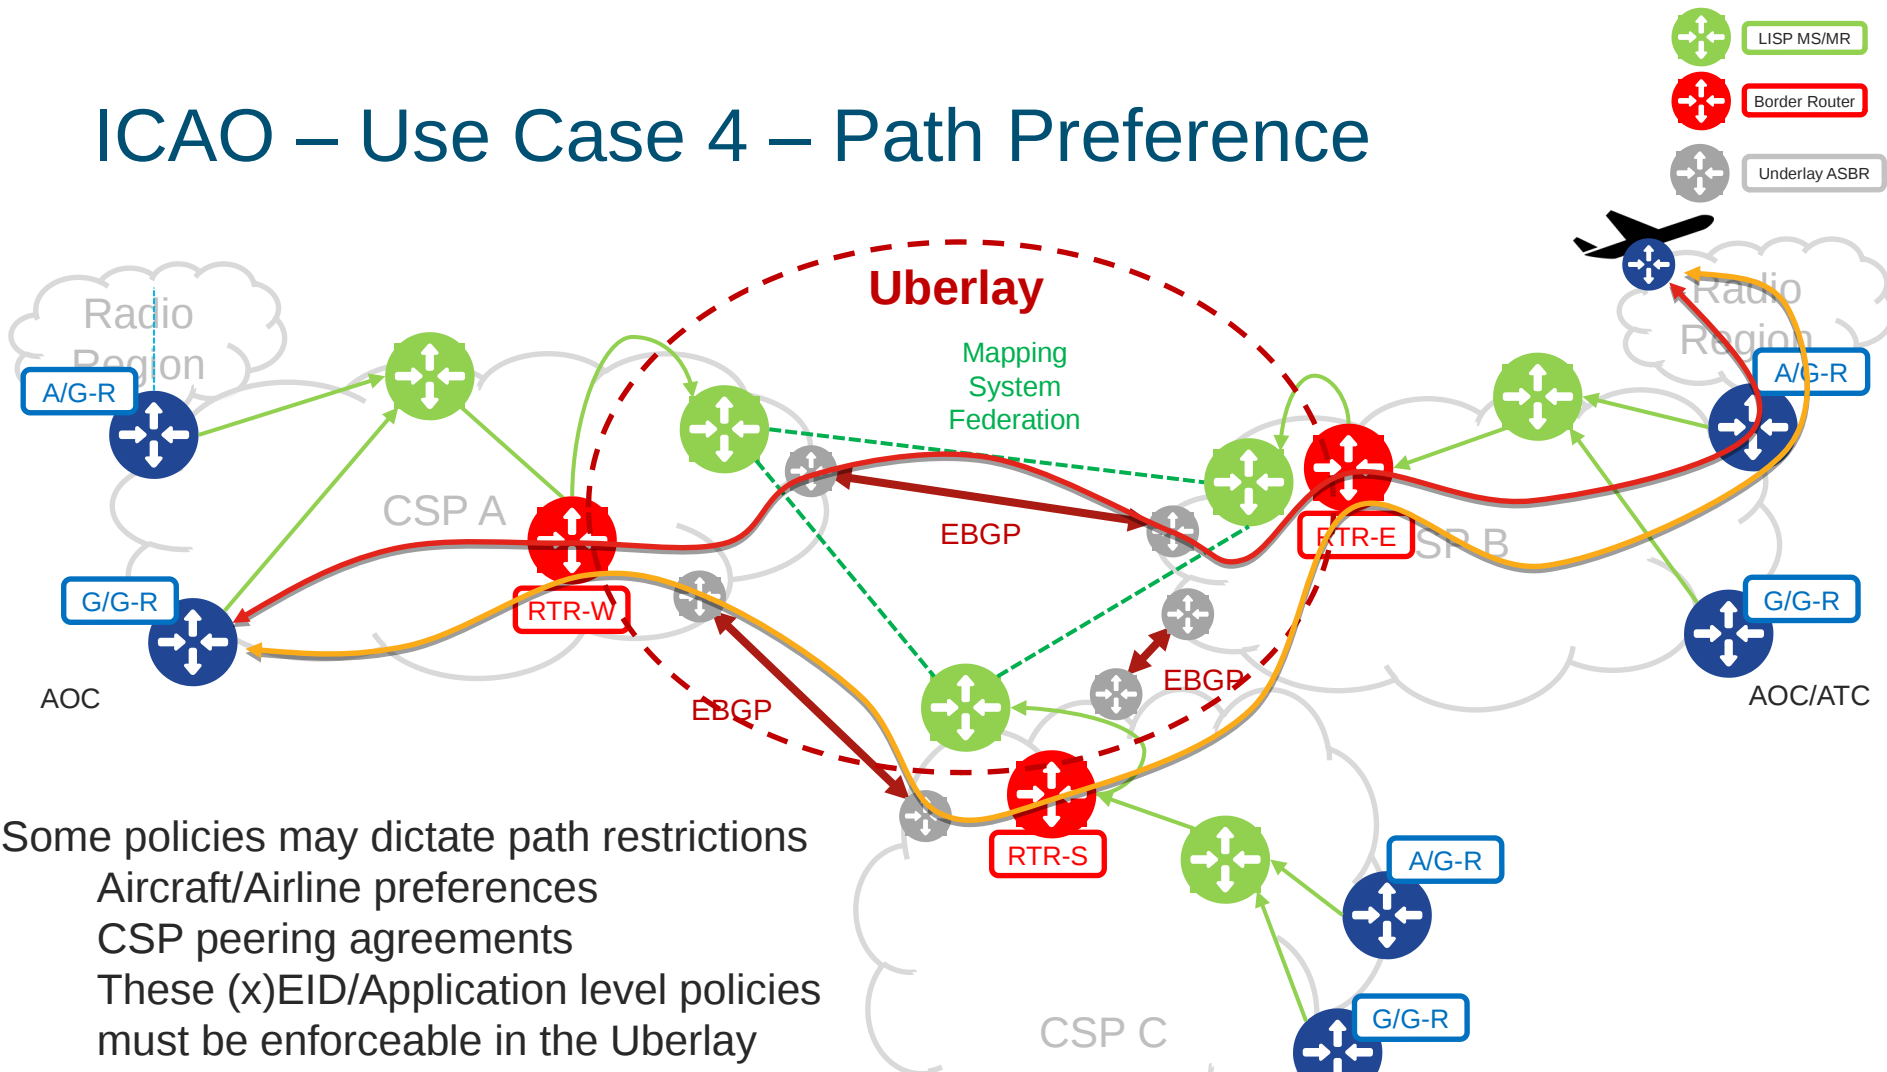 LISP MS/MR
Border Router
Underlay ASBR
ICAO – Use Case 4 – Path Preference
Uberlay
Mapping
System
Federation
Radio
Region
Radio
Region
A/G-R
A/G-R
CSP A
EBGP
RTR-E
SP B
G/G-R
RTR-W
G/G-R
AOC
EBGP
EBGP
AOC/ATC
RTR-S
A/G-R
G/G-R
CSP C
Some policies may dictate path restrictions
Aircraft/Airline preferences
CSP peering agreements
These (x)EID/Application level policies
must be enforceable in the Uberlay